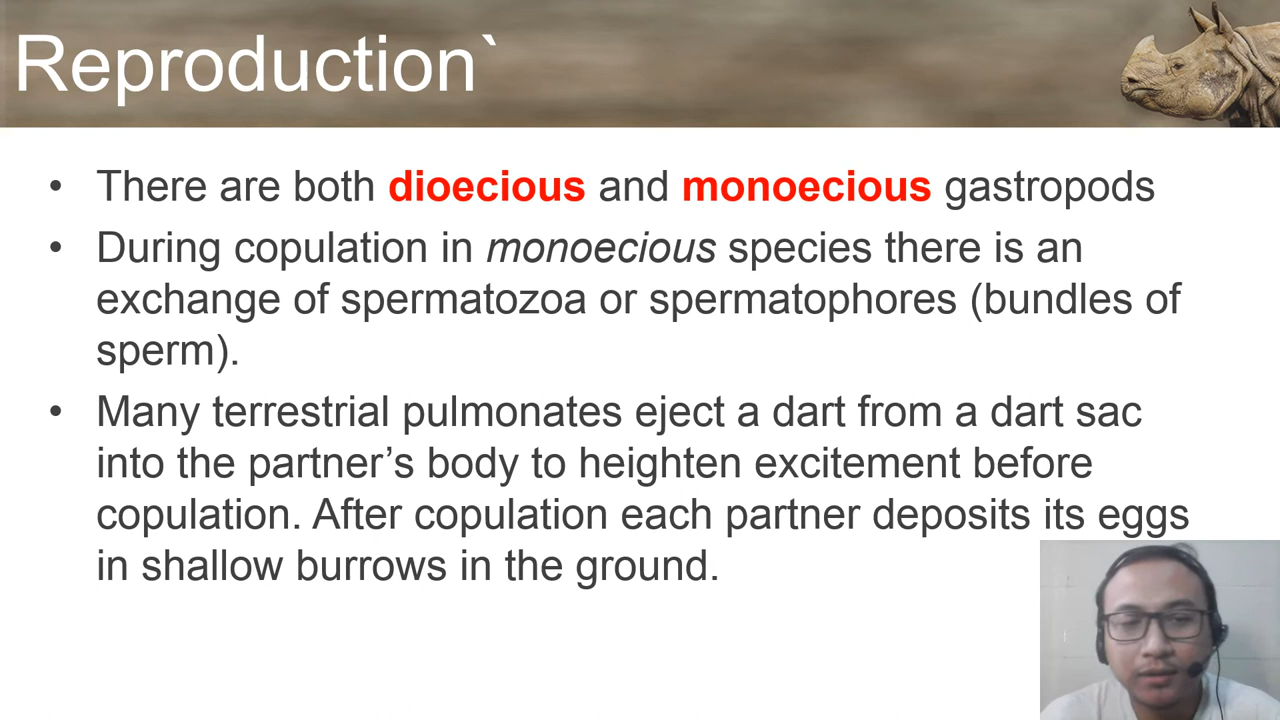 Reproduction`
• There are both dioecious and monoecious gastropods
• During copulation in monoecious species there is an
exchange of spermatozoa or spermatophores (bundles of
sperm).
• Many terrestrial pulmonates eject a dart from a dart sac
into the partner’s body to heighten excitement before
copulation. After copulation each partner deposits its eggs
in shallow burrows in the ground.